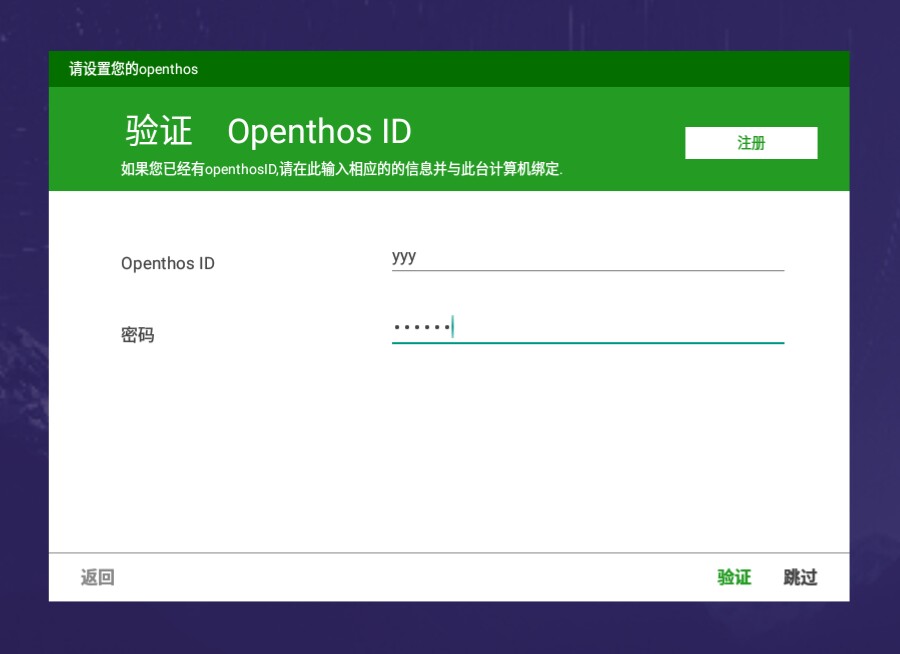 请设置您的openthos
验证 Openthos ID
注册
如果您已经有openthosID,请在此输入相应的的信息并与此台计算机绑定.
Openthos ID
yyy
密码
••••••
返回
验证
跳过